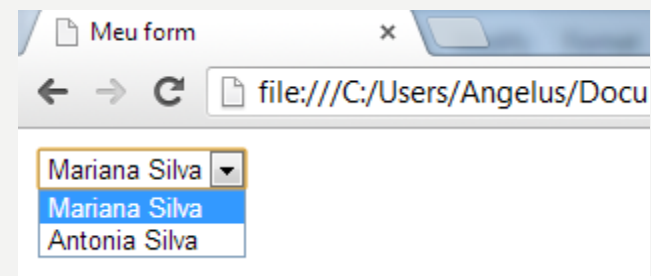 Meu form
file:///C:/Users/Angelus/Docu
Mariana Silva
Mariana Silva
Antonia Silva